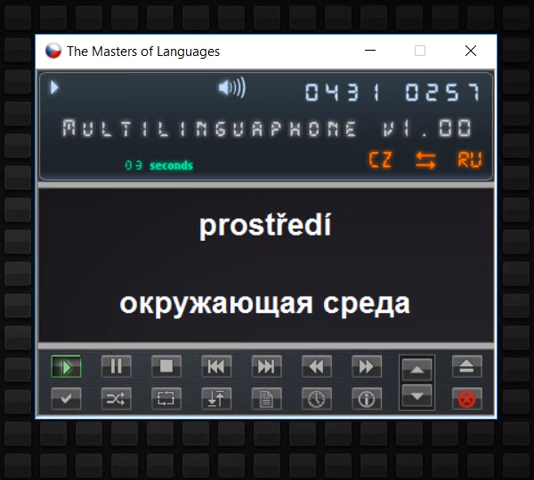 The Masters of Languages
0431 0257
MULTILINGUAPHONE v1.00
03 seconds
CZ ⇆ RU
prostředí
окружающая среда